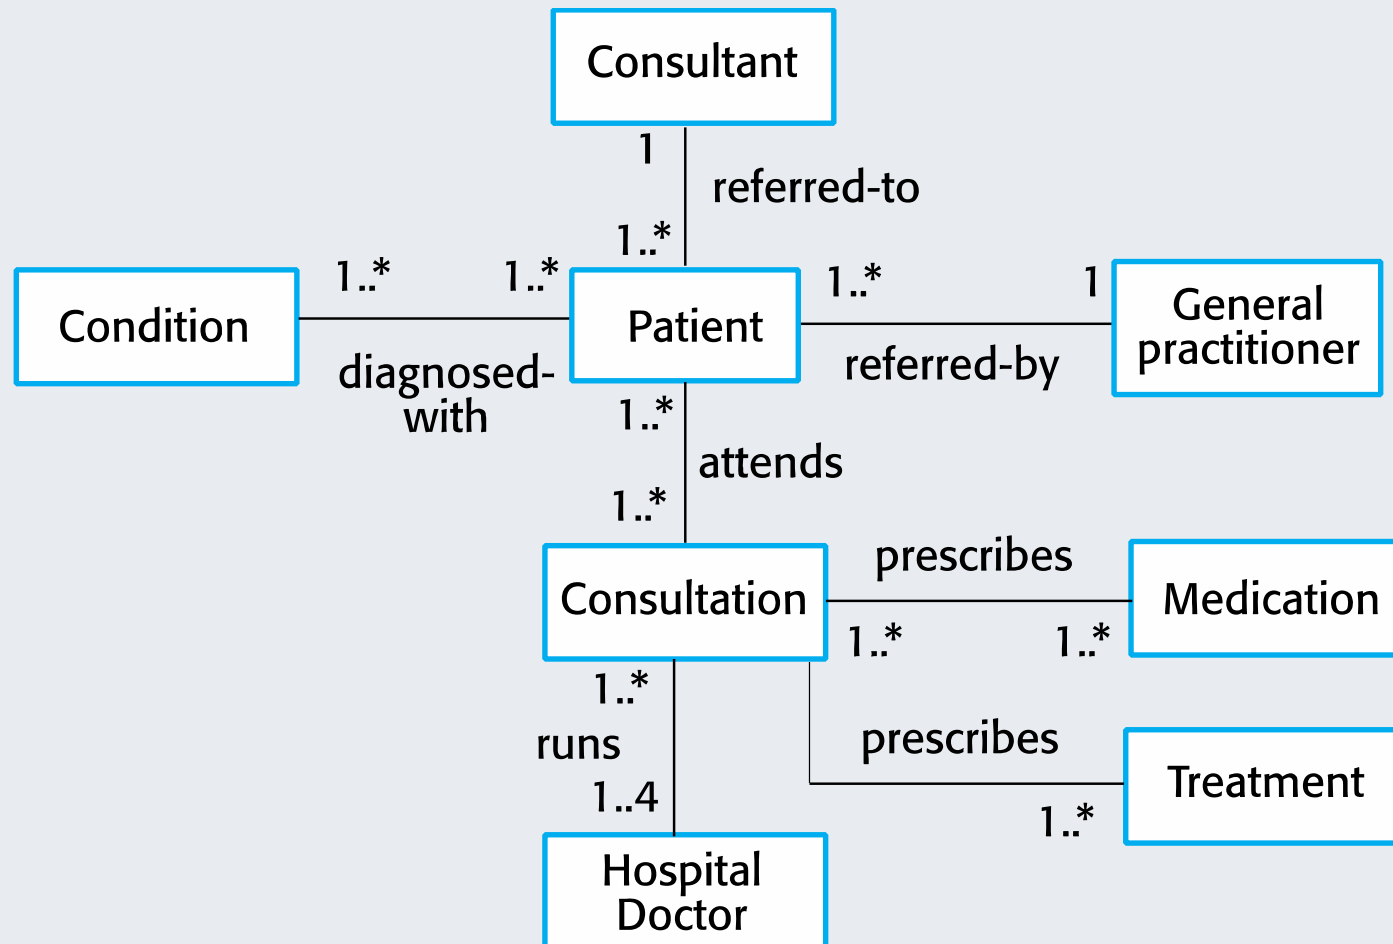 Consultant
1
referred-to
1..*
1..*
1..*
1..*
1
Condition
Patient
General
practitioner
diagnosed-
with
referred-by
1..*
attends
1..*
prescribes
Consultation
Medication
1..*
1..*
1..*
runs
prescribes
1..4
Treatment
1..*
Hospital
Doctor